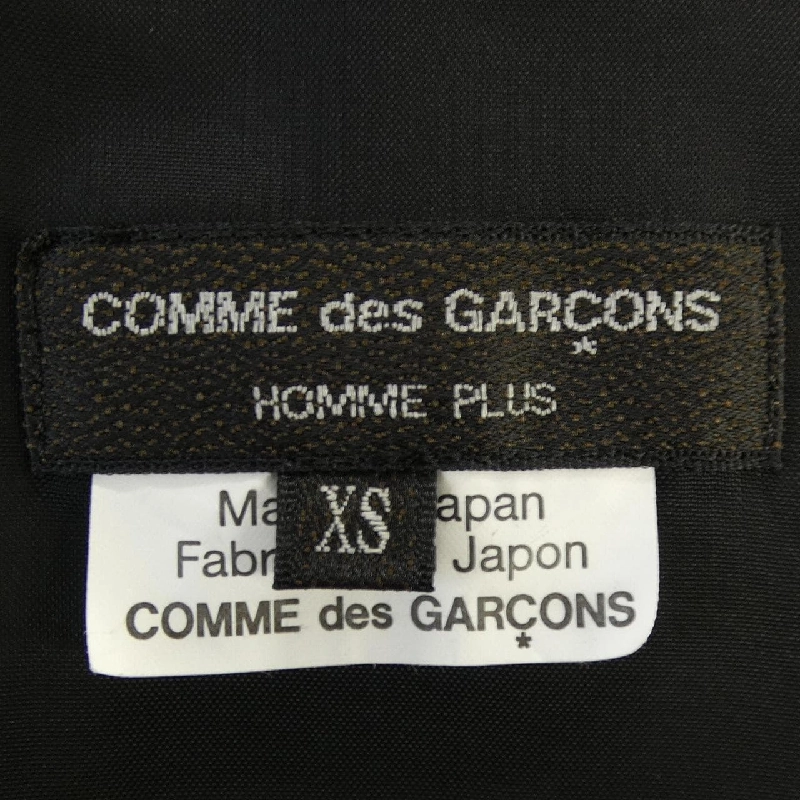 COMME des GARÇONS
HOMME PLUS
XS
Ma apan
Fabr Japon
COMME des GARÇONS